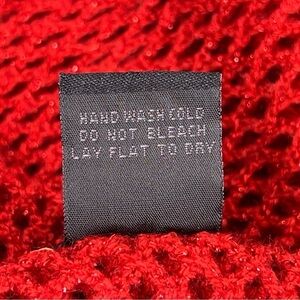 HAND WASH COLD
DO NOT BLEACH
LAY FLAT TO DRY